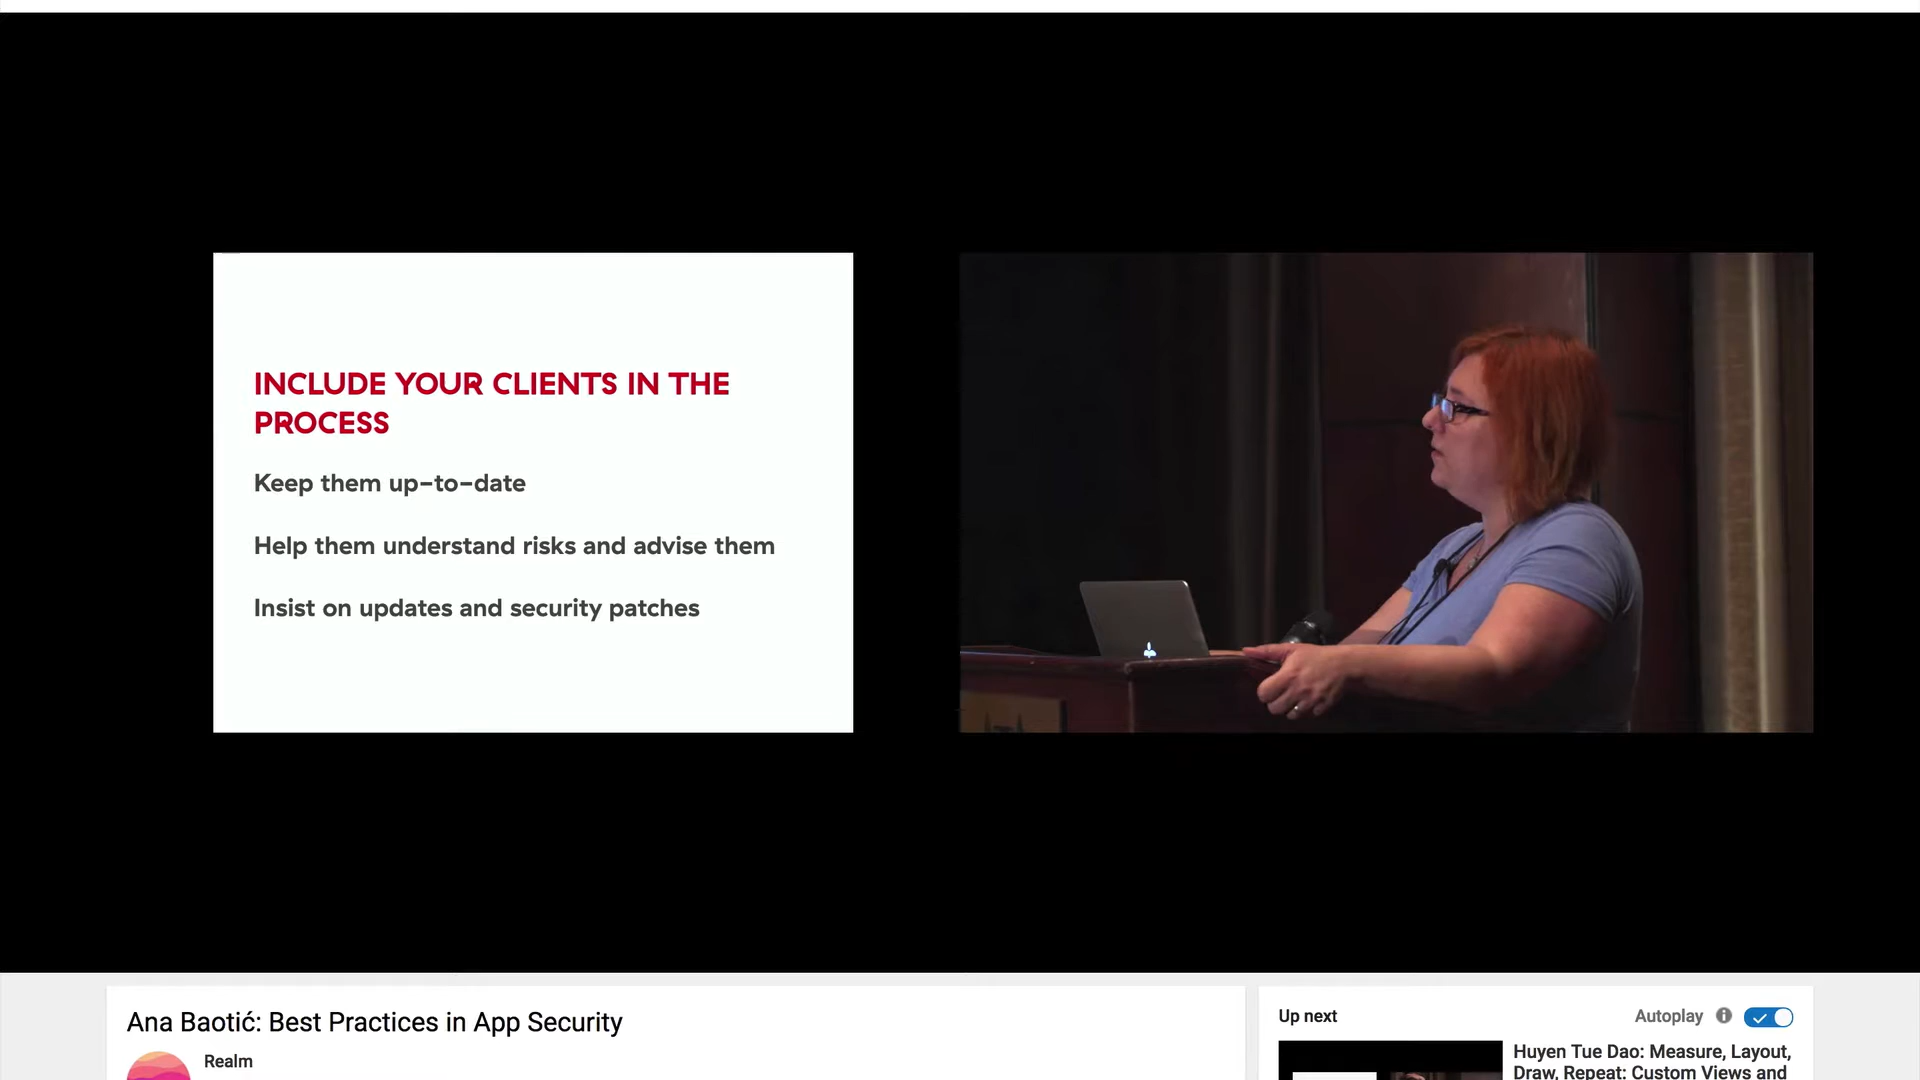 INCLUDE YOUR CLIENTS IN THE
PROCESS
Keep them up-to-date
Help them understand risks and advise them
Insist on updates and security patches
Ana Baotić: Best Practices in App Security
Realm
Up next
Autoplay
Huyen Tue Dao: Measure, Layout,
Draw, Repeat: Custom Views and